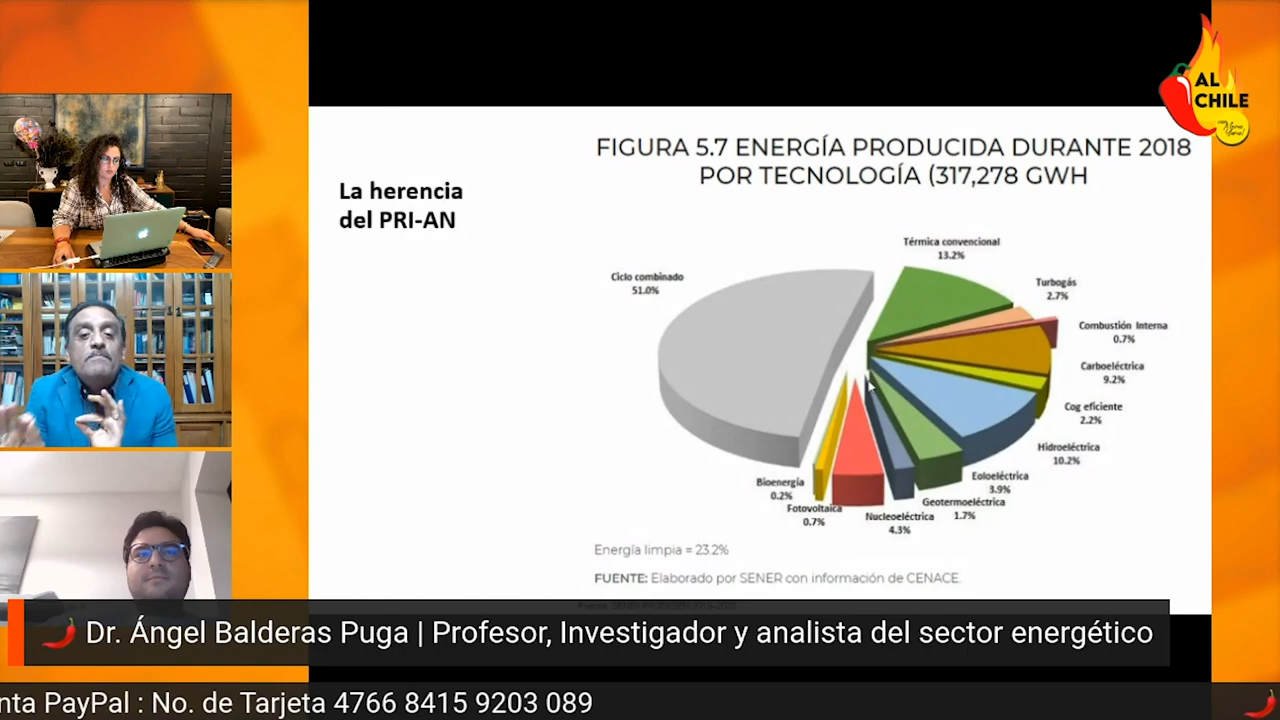 AL
CHILE
FIGURA 5.7 ENERGÍA PRODUCIDA DURANTE 2018
POR TECNOLOGÍA (317,278 GWH
La herencia
del PRI-AN
Térmica convencional
13.2%
Ciclo combinado
51.0%
Turbogás
2.7%
Combustión Interna
0.7%
Carboeléctrica
9.2%
Cog eficiente
2.2%
Hidroeléctrica
10.2%
Eoloeléctrica
3.9%
Geotermoeléctrica
1.7%
Nucleoeléctrica
4.3%
Fotovoltaica
0.7%
Bioenergía
0.2%
Energía limpia = 23.2%
FUENTE: Elaborado por SENER con información de CENACE.
Dr. Ángel Balderas Puga | Profesor, Investigador y analista del sector energético
nta PayPal : No. de Tarjeta 4766 8415 9203 089